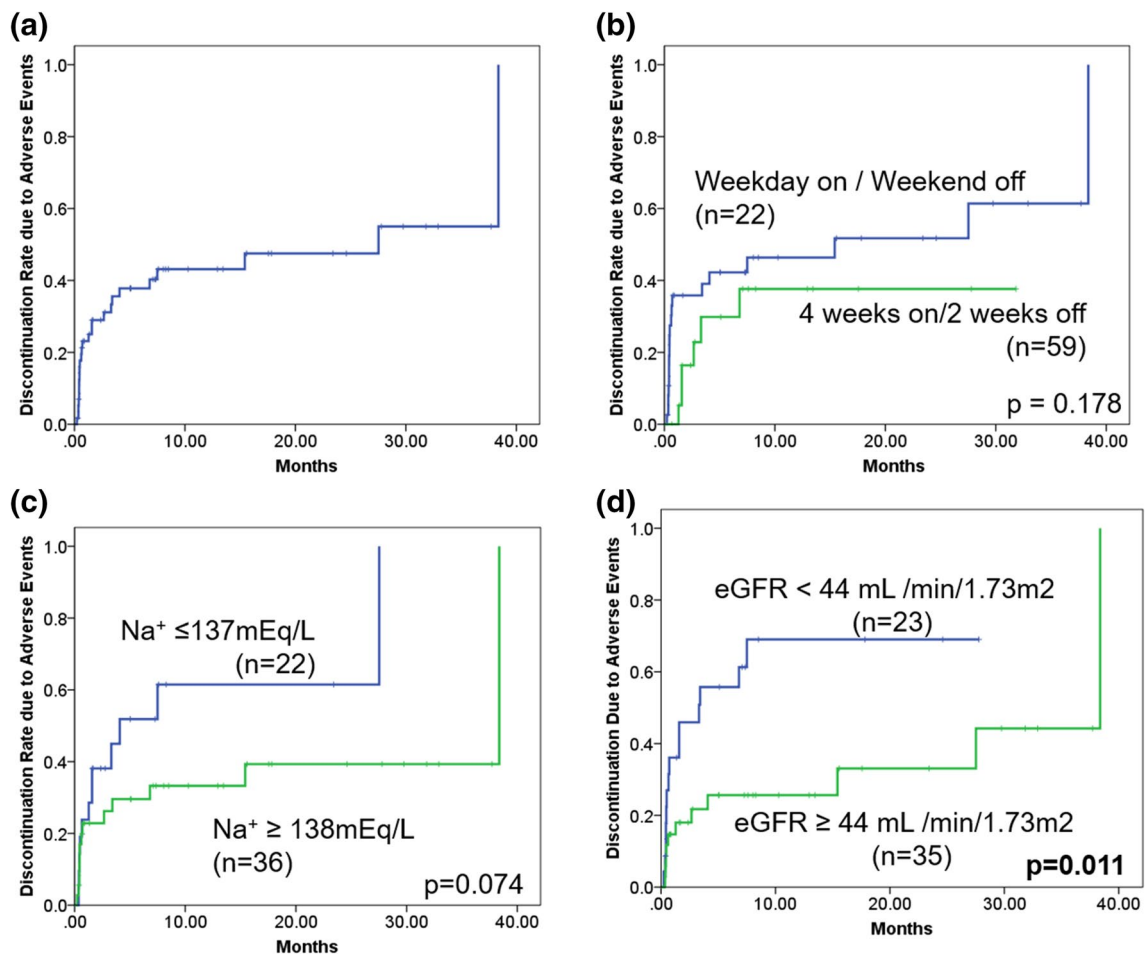 (a)
Discontinuation Rate due to Adverse Events
1.0
0.8
0.6
0.4
0.2
0.0
.00 10.00 20.00 30.00 40.00
Months
(b)
Discontinuation Rate due to Adverse Events
1.0
0.8
0.6
0.4
0.2
0.0
Weekday on / Weekend off
(n=22)
4 weeks on/2 weeks off
(n=59)
p = 0.178
.00 10.00 20.00 30.00 40.00
Months
(c)
Discontinuation Rate due to Adverse Events
1.0
0.8
0.6
0.4
0.2
0.0
Na⁺ ≤137mEq/L
(n=22)
Na⁺ ≥ 138mEq/L
(n=36)
p=0.074
.00 10.00 20.00 30.00 40.00
Months
(d)
Discontinuation Due to Adverse Events
1.0
0.8
0.6
0.4
0.2
0.0
eGFR < 44 mL /min/1.73m2
(n=23)
eGFR ≥ 44 mL /min/1.73m2
(n=35)
p=0.011
.00 10.00 20.00 30.00 40.00
Months